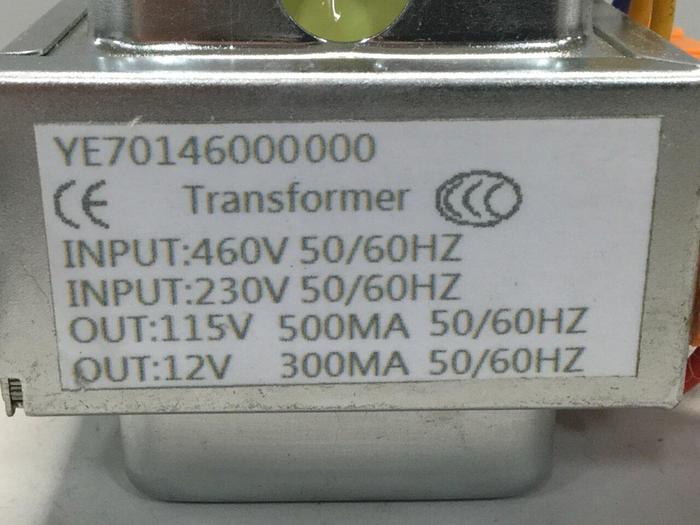 YE70146000000
CE Transformer CCC
INPUT:460V 50/60HZ
INPUT:230V 50/60HZ
OUT:115V 500MA 50/60HZ
OUT:12V 300MA 50/60HZ